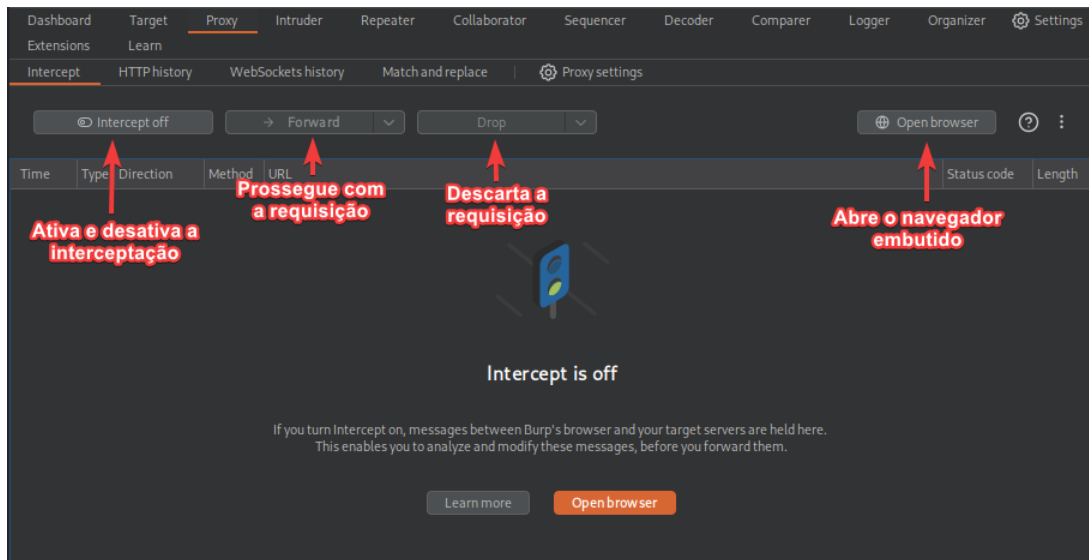 Dashboard Target Proxy Intruder Repeater Collaborator Sequencer Decoder Comparer Logger Organizer Settings
Extensions Learn
Intercept HTTP history WebSockets history Match and replace Proxy settings
Intercept off Forward Drop Open browser
Time Type Direction Method URL Status code Length
Ativa e desativa a
interceptação
Prossegue com
a requisição
Descarta a
requisição
Abre o navegador
embutido
Intercept is off
If you turn Intercept on, messages between Burp's browser and your target servers are held here.
This enables you to analyze and modify these messages, before you forward them.
Learn more Open browser